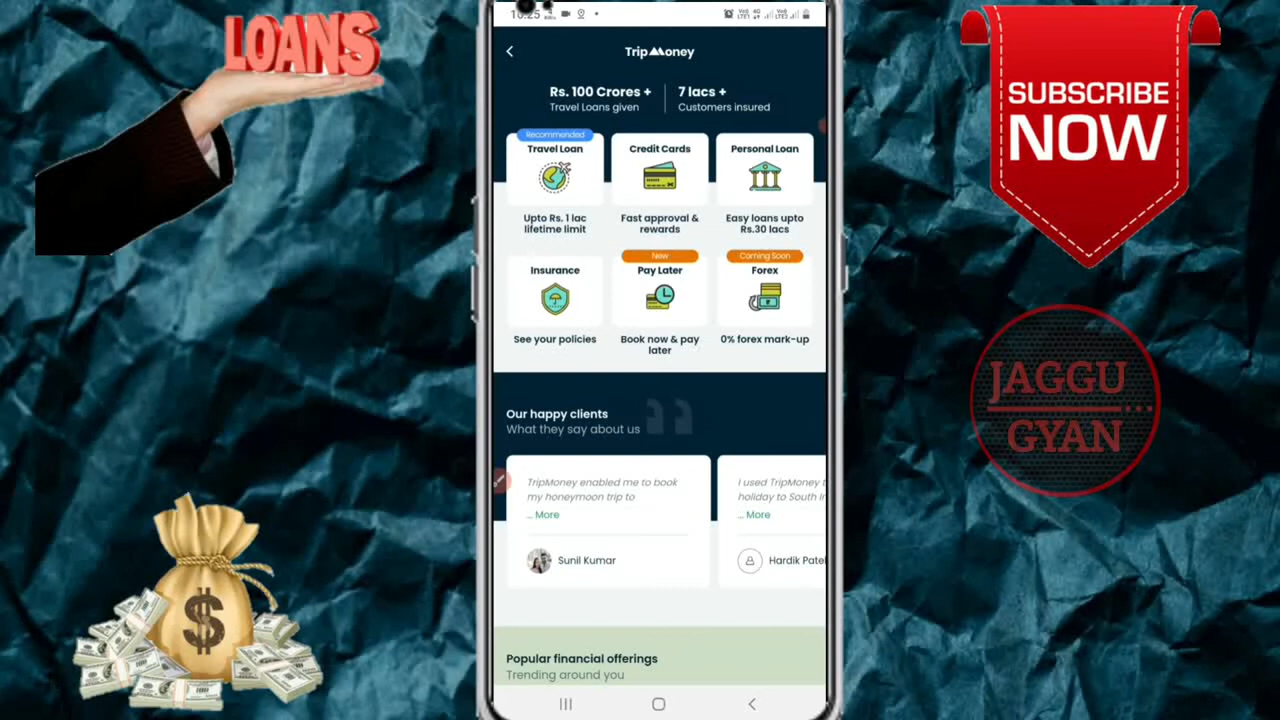 LOANS
10:25
TripMoney
Rs. 100 Crores +
Travel Loans given
7 lacs +
Customers insured
Recommended
Travel Loan
Upto Rs. 1 lac
lifetime limit
Credit Cards
Fast approval &
rewards
Personal Loan
Easy loans upto
Rs.30 lacs
Insurance
See your policies
New
Pay Later
Book now & pay
later
Coming Soon
Forex
0% forex mark-up
Our happy clients
What they say about us
TripMoney enabled me to book
my honeymoon trip to
... More
Sunil Kumar
I used TripMoney
holiday to South
... More
Hardik Patel
Popular financial offerings
Trending around you
SUBSCRIBE
NOW
JAGGU
GYAN